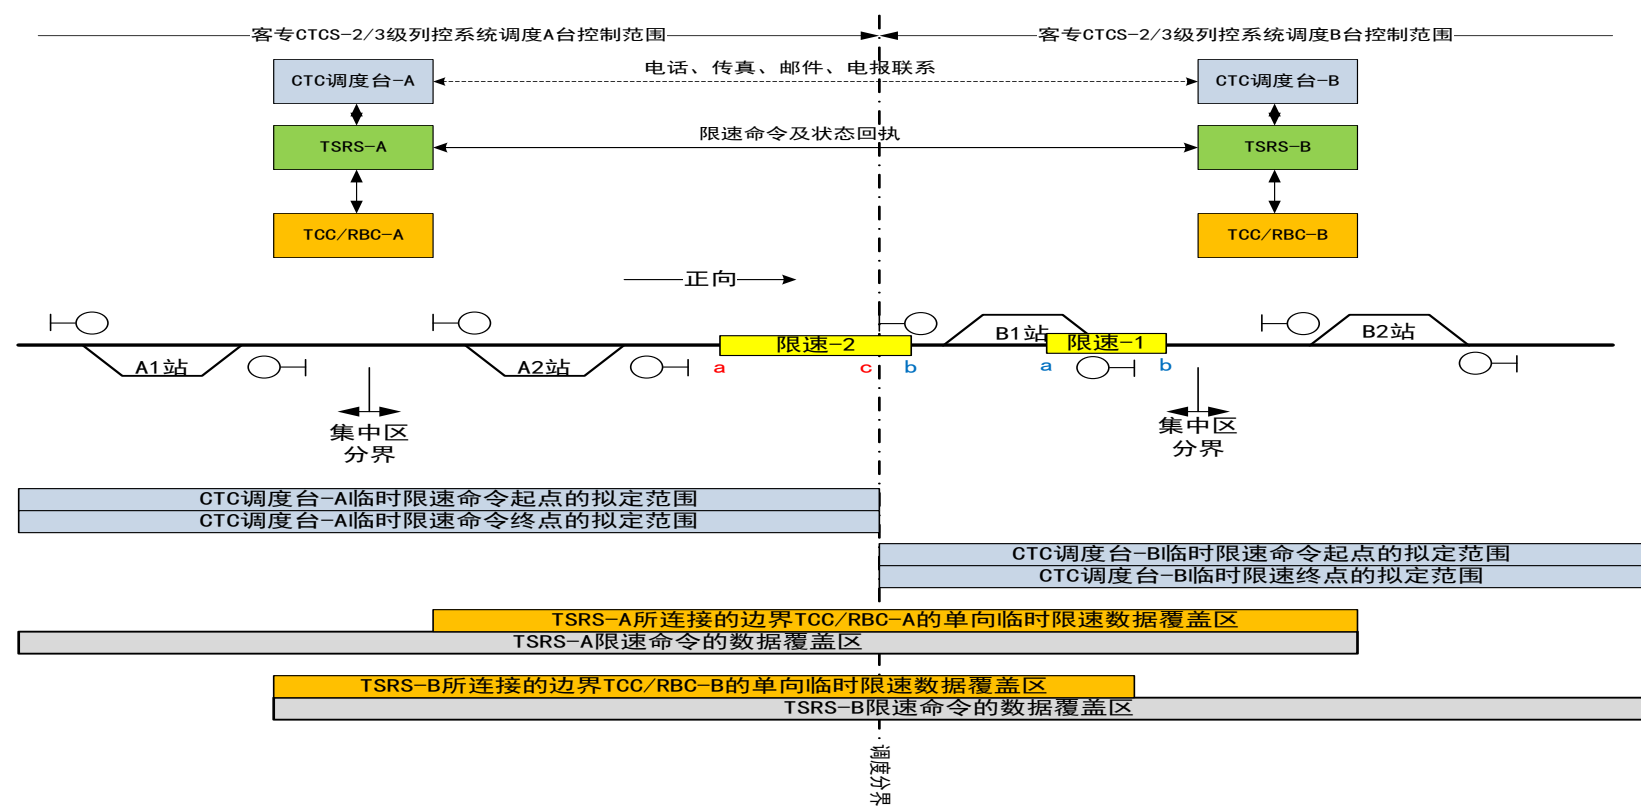 客专CTCS-2/3级列控系统调度A台控制范围
客专CTCS-2/3级列控系统调度B台控制范围
CTC调度台-A
电话、传真、邮件、电报联系
CTC调度台-B
TSRS-A
限速命令及状态回执
TSRS-B
TCC/RBC-A
TCC/RBC-B
正向
A1站
A2站
限速-2
B1站
限速-1
B2站
a
c
b
a
b
集中区
分界
集中区
分界
CTC调度台-A临时限速命令起点的拟定范围
CTC调度台-A临时限速命令终点的拟定范围
CTC调度台-B临时限速命令起点的拟定范围
CTC调度台-B临时限速终点的拟定范围
TSRS-A所连接的边界TCC/RBC-A的单向临时限速数据覆盖区
TSRS-A限速命令的数据覆盖区
TSRS-B所连接的边界TCC/RBC-B的单向临时限速数据覆盖区
TSRS-B限速命令的数据覆盖区
调度分界